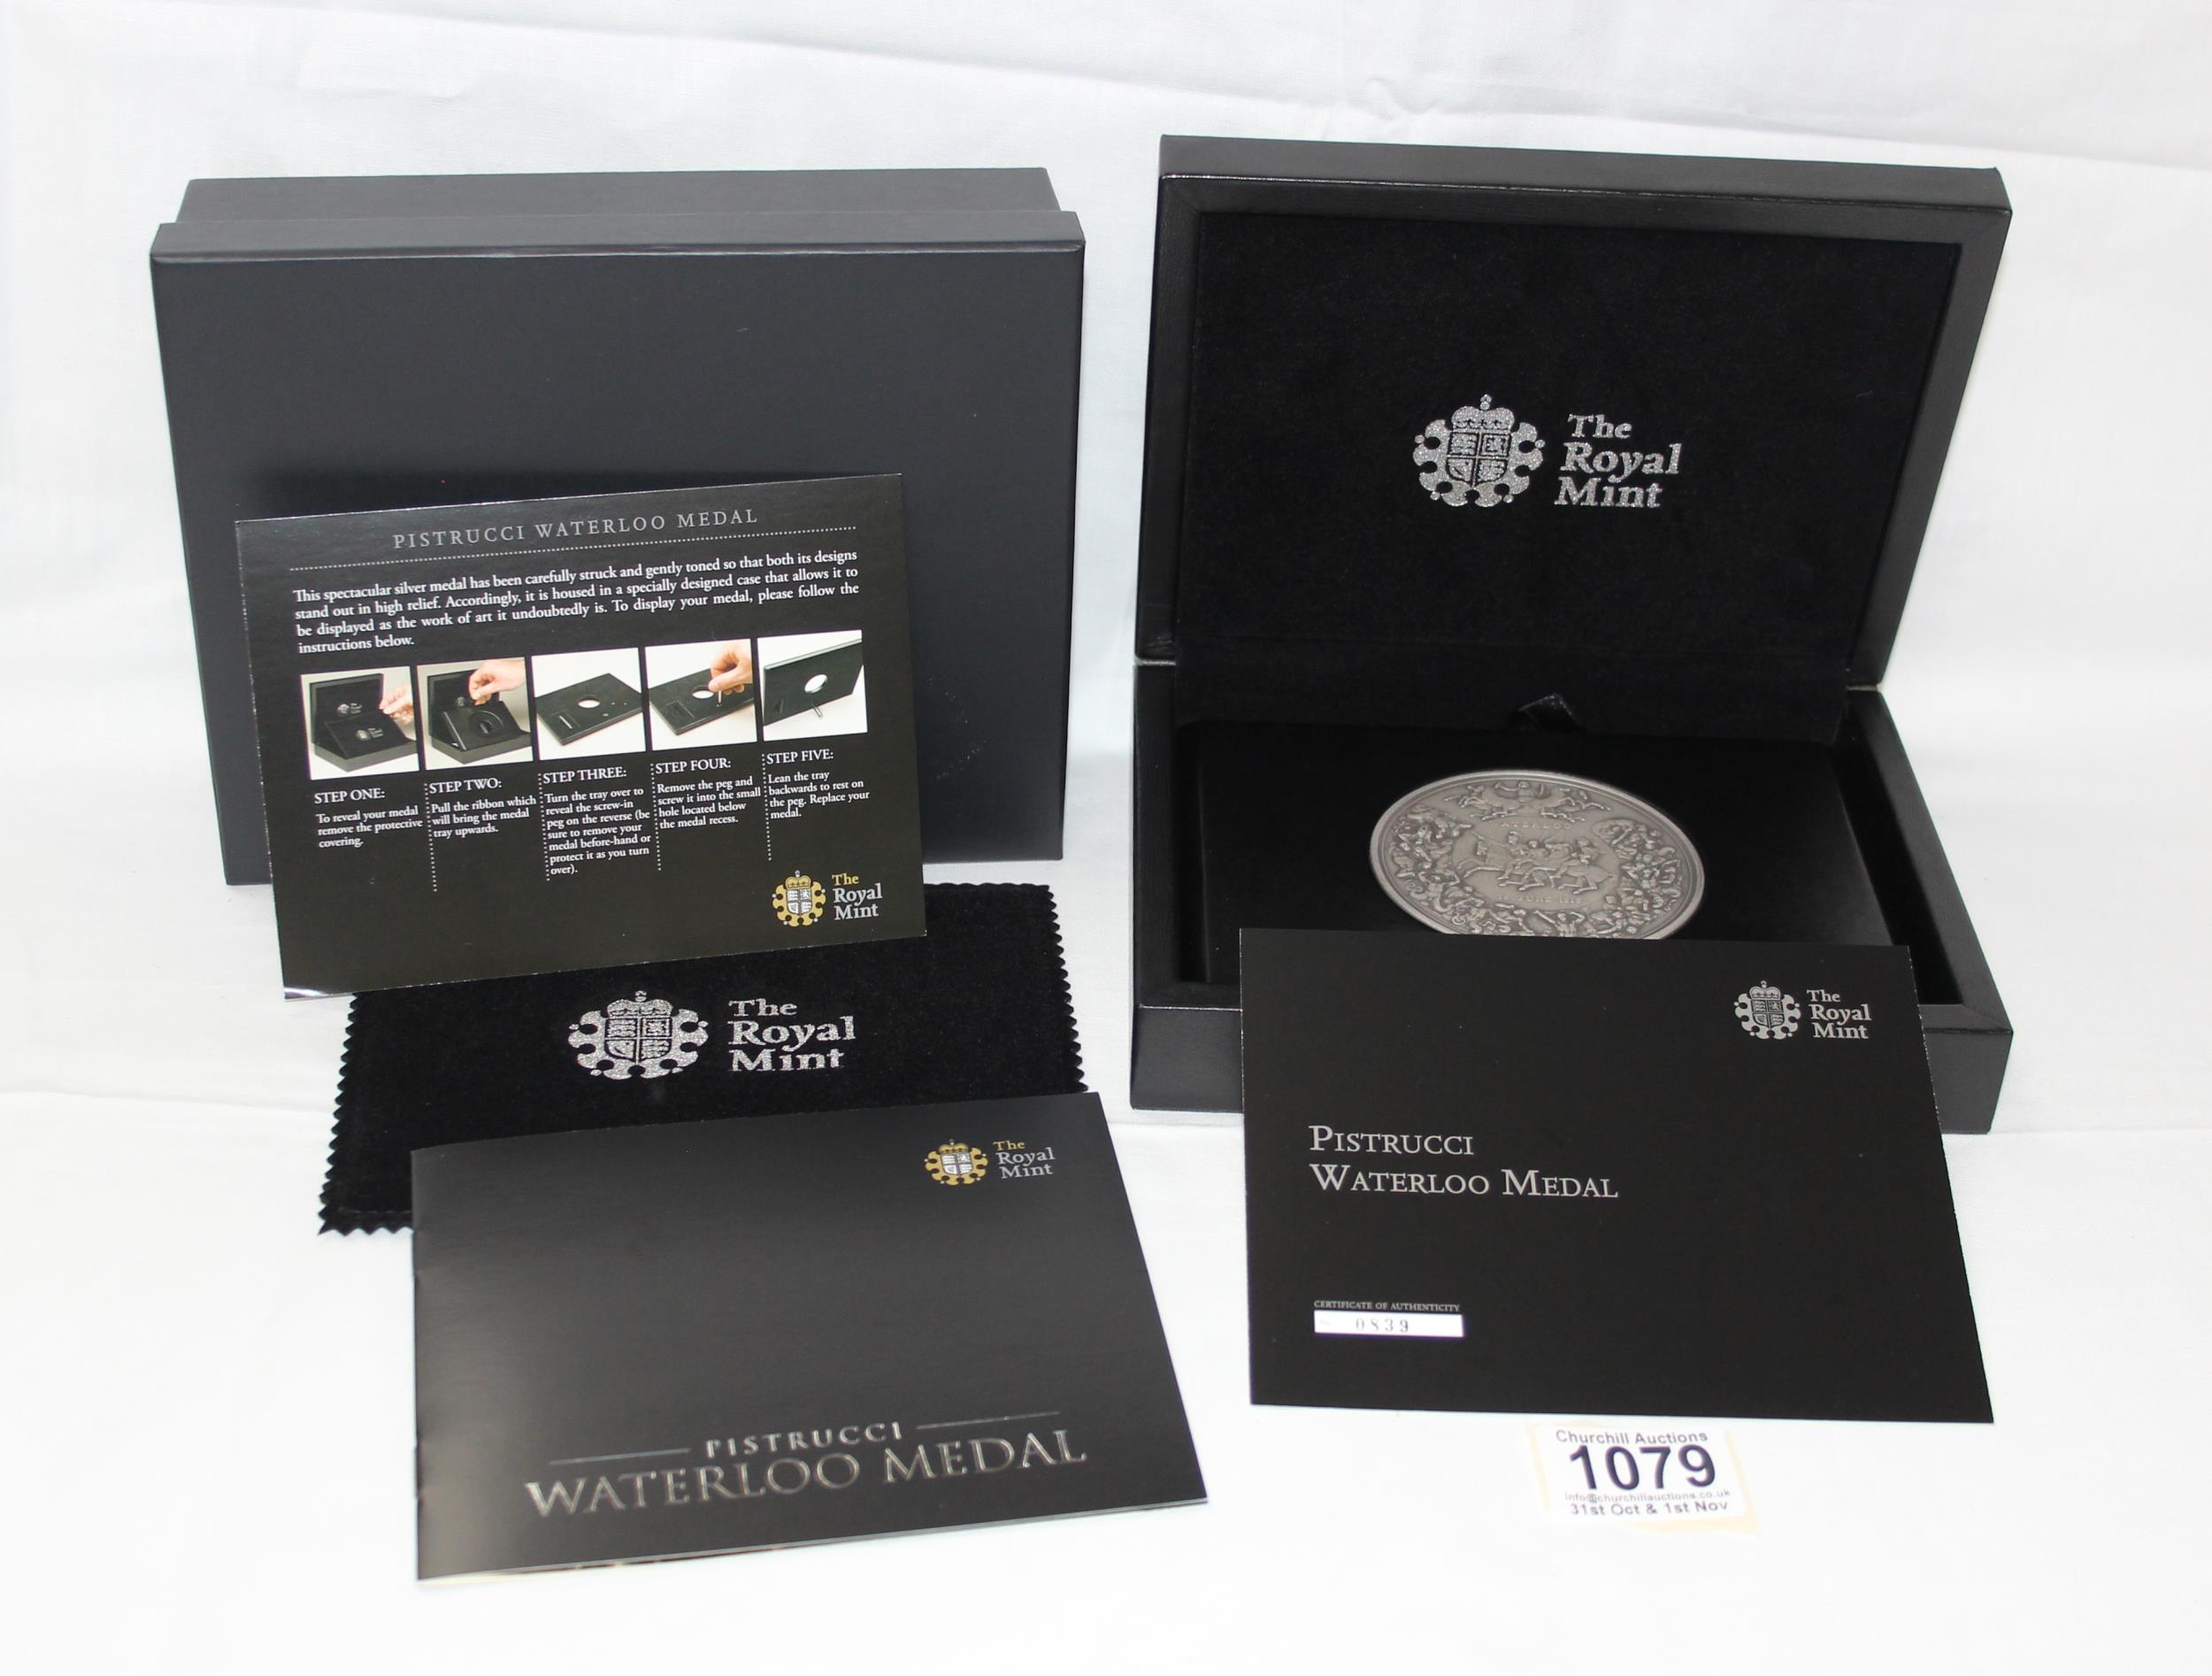 PISTRUCCI WATERLOO MEDAL
This spectacular silver medal has been carefully struck and gently toned so that both its designs
stand out in high relief. Accordingly, it is housed in a specially designed case that allows it to
be displayed as the work of art it undoubtedly is. To display your medal, please follow the
instructions below.
STEP ONE:
To reveal your medal
remove the protective
covering.
STEP TWO:
Pull the ribbon which
will bring the medal
tray upwards.
STEP THREE:
Turn the tray over to
reveal the screw-in
peg on the reverse (be
sure to remove your
medal before-hand or
protect it as you turn
over).
STEP FOUR:
Remove the peg and
screw it into the small
hole located below
the medal recess.
STEP FIVE:
Lean the tray
backwards to rest on
the peg. Replace your
medal.
The
Royal
Mint
The
Royal
Mint
The
Royal
Mint
PISTRUCCI
WATERLOO MEDAL
The
Royal
Mint
The
Royal
Mint
PISTRUCCI
WATERLOO MEDAL
CERTIFICATE OF AUTHENTICITY
0839
Churchill Auctions
1079
info@churchillauctions.co.uk
31st Oct & 1st Nov